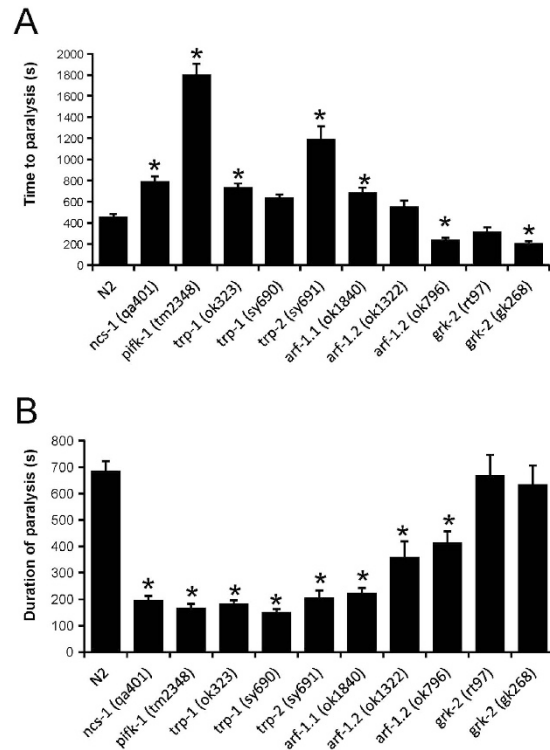 A
Time to paralysis (s)
2000
1800
1600
1400
1200
1000
800
600
400
200
0
*
*
*
*
*
*
*
N2
ncs-1 (qa401)
pifk-1 (tm2348)
trp-1 (ok323)
trp-1 (sy690)
trp-2 (sy691)
arf-1.1 (ok1840)
arf-1.2 (ok1322)
arf-1.2 (ok796)
grk-2 (rt97)
grk-2 (gk268)
B
Duration of paralysis (s)
800
700
600
500
400
300
200
100
0
*
*
*
*
*
*
*
*
N2
ncs-1 (qa401)
pifk-1 (tm2348)
trp-1 (ok323)
trp-1 (sy690)
trp-2 (sy691)
arf-1.1 (ok1840)
arf-1.2 (ok1322)
arf-1.2 (ok796)
grk-2 (rt97)
grk-2 (gk268)